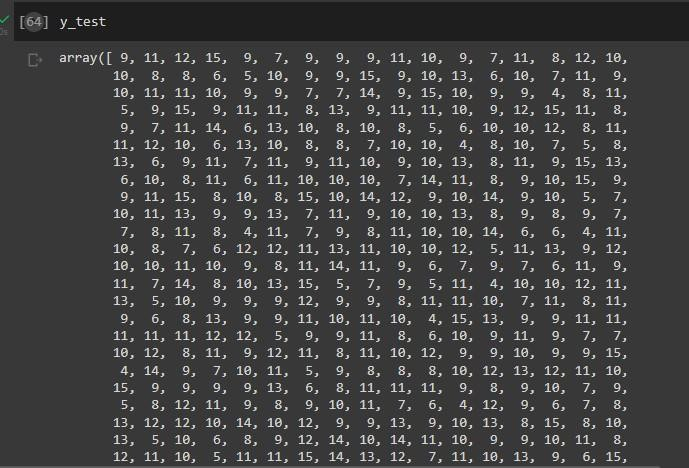 [64] y_test
0s
array([ 9, 11, 12, 15, 9, 7, 9, 9, 9, 11, 10, 9, 7, 11, 8, 12, 10,
10, 8, 8, 6, 5, 10, 9, 9, 15, 9, 10, 13, 6, 10, 7, 11, 9,
10, 11, 11, 10, 9, 9, 7, 7, 14, 9, 15, 10, 9, 9, 4, 8, 11,
5, 9, 15, 9, 11, 11, 8, 13, 9, 11, 11, 10, 9, 12, 15, 11, 8,
9, 7, 11, 14, 6, 13, 10, 8, 10, 8, 5, 6, 10, 10, 12, 8, 11,
11, 12, 10, 6, 13, 10, 8, 8, 7, 10, 10, 4, 8, 10, 7, 5, 8,
13, 6, 9, 11, 7, 11, 9, 11, 10, 9, 10, 13, 8, 11, 9, 15, 13,
6, 10, 8, 11, 6, 11, 10, 10, 10, 7, 14, 11, 8, 9, 10, 15, 9,
9, 11, 15, 8, 10, 8, 15, 10, 14, 12, 9, 10, 14, 9, 10, 5, 7,
10, 11, 13, 9, 9, 13, 7, 11, 9, 10, 10, 13, 8, 9, 8, 9, 7,
7, 8, 11, 8, 4, 11, 7, 9, 8, 11, 10, 10, 14, 6, 6, 4, 11,
10, 8, 7, 6, 12, 12, 11, 13, 11, 10, 10, 12, 5, 11, 13, 9, 12,
10, 10, 11, 10, 9, 8, 11, 14, 11, 9, 6, 7, 9, 7, 6, 11, 9,
11, 7, 14, 8, 10, 13, 15, 5, 7, 9, 5, 11, 4, 10, 10, 12, 11,
13, 5, 10, 9, 9, 9, 12, 9, 9, 8, 11, 11, 10, 7, 11, 8, 11,
9, 6, 8, 13, 9, 9, 11, 10, 11, 10, 4, 15, 13, 9, 9, 11, 11,
11, 11, 11, 12, 12, 5, 9, 9, 11, 8, 6, 10, 9, 11, 9, 7, 7,
10, 12, 8, 11, 9, 12, 11, 8, 11, 10, 12, 9, 9, 10, 9, 9, 15,
4, 14, 9, 7, 10, 11, 5, 9, 8, 8, 8, 10, 12, 13, 12, 11, 10,
15, 9, 9, 9, 9, 13, 6, 8, 11, 11, 11, 9, 8, 9, 10, 7, 9,
5, 8, 12, 11, 9, 8, 9, 10, 11, 7, 6, 4, 12, 9, 6, 7, 8,
13, 12, 12, 10, 14, 10, 12, 9, 9, 13, 9, 10, 13, 8, 15, 8, 10,
13, 5, 10, 6, 8, 9, 12, 14, 10, 14, 11, 10, 9, 9, 10, 11, 8,
12, 11, 10, 5, 11, 11, 15, 14, 13, 12, 7, 11, 10, 13, 9, 6, 15,